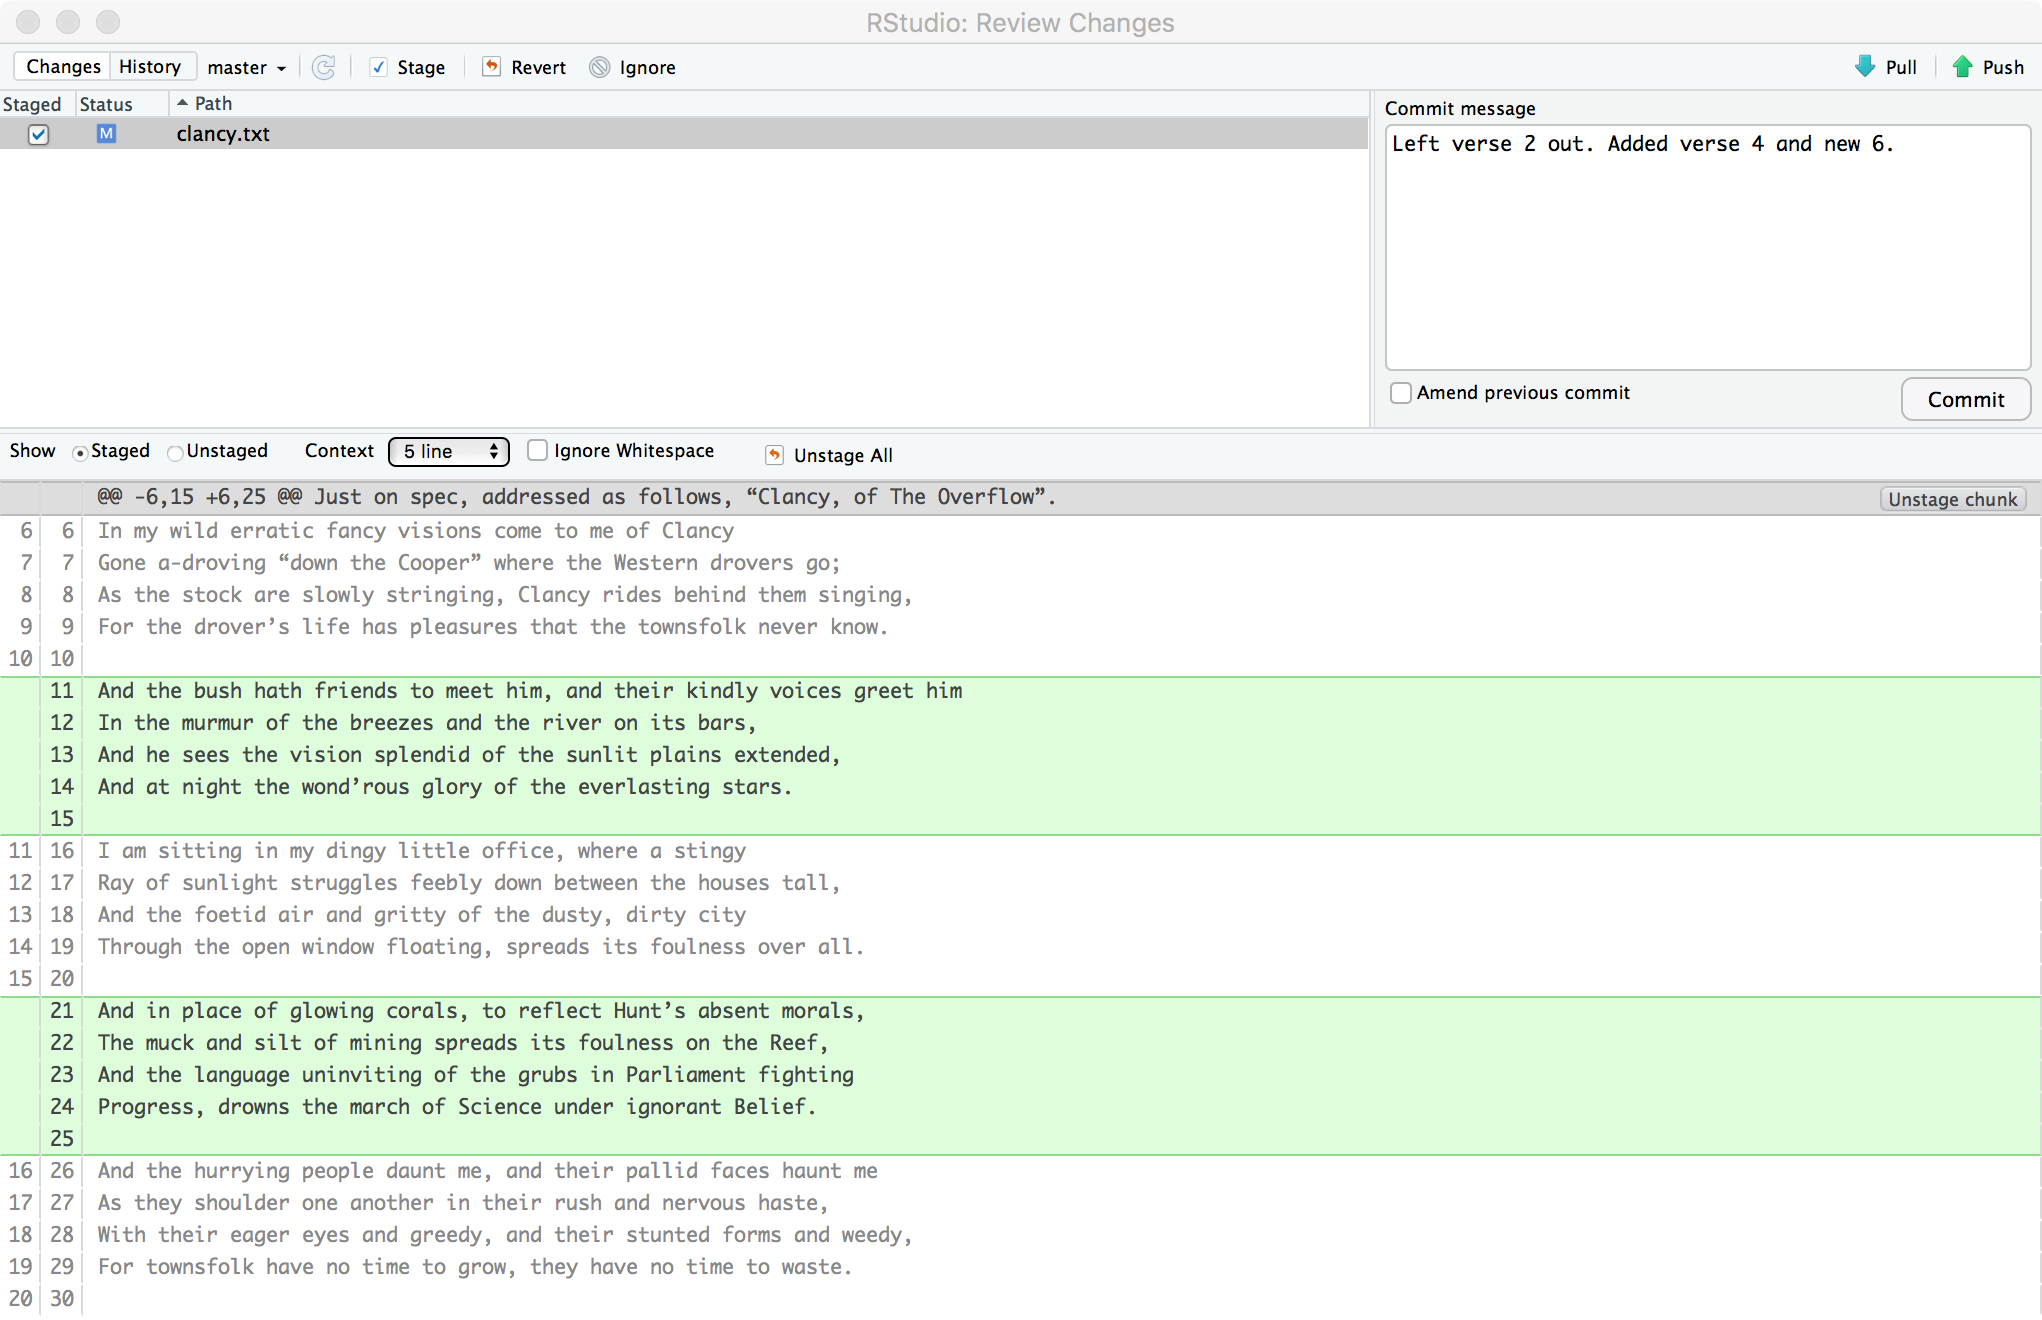 RStudio: Review Changes
Changes History master Stage Revert Ignore Pull Push
Staged Status Path
M clancy.txt
Commit message
Left verse 2 out. Added verse 4 and new 6.
Amend previous commit
Commit
Show Staged Unstaged Context 5 line Ignore Whitespace Unstage All
@@ -6,15 +6,25 @@ Just on spec, addressed as follows, “Clancy, of The Overflow”. Unstage chunk
6 6 In my wild erratic fancy visions come to me of Clancy
7 7 Gone a-droving “down the Cooper” where the Western drovers go;
8 8 As the stock are slowly stringing, Clancy rides behind them singing,
9 9 For the drover’s life has pleasures that the townsfolk never know.
10 10
11 And the bush hath friends to meet him, and their kindly voices greet him
12 In the murmur of the breezes and the river on its bars,
13 And he sees the vision splendid of the sunlit plains extended,
14 And at night the wond’rous glory of the everlasting stars.
15
11 16 I am sitting in my dingy little office, where a stingy
12 17 Ray of sunlight struggles feebly down between the houses tall,
13 18 And the foetid air and gritty of the dusty, dirty city
14 19 Through the open window floating, spreads its foulness over all.
15 20
21 And in place of glowing corals, to reflect Hunt’s absent morals,
22 The muck and silt of mining spreads its foulness on the Reef,
23 And the language uninviting of the grubs in Parliament fighting
24 Progress, drowns the march of Science under ignorant Belief.
25
16 26 And the hurrying people daunt me, and their pallid faces haunt me
17 27 As they shoulder one another in their rush and nervous haste,
18 28 With their eager eyes and greedy, and their stunted forms and weedy,
19 29 For townsfolk have no time to grow, they have no time to waste.
20 30